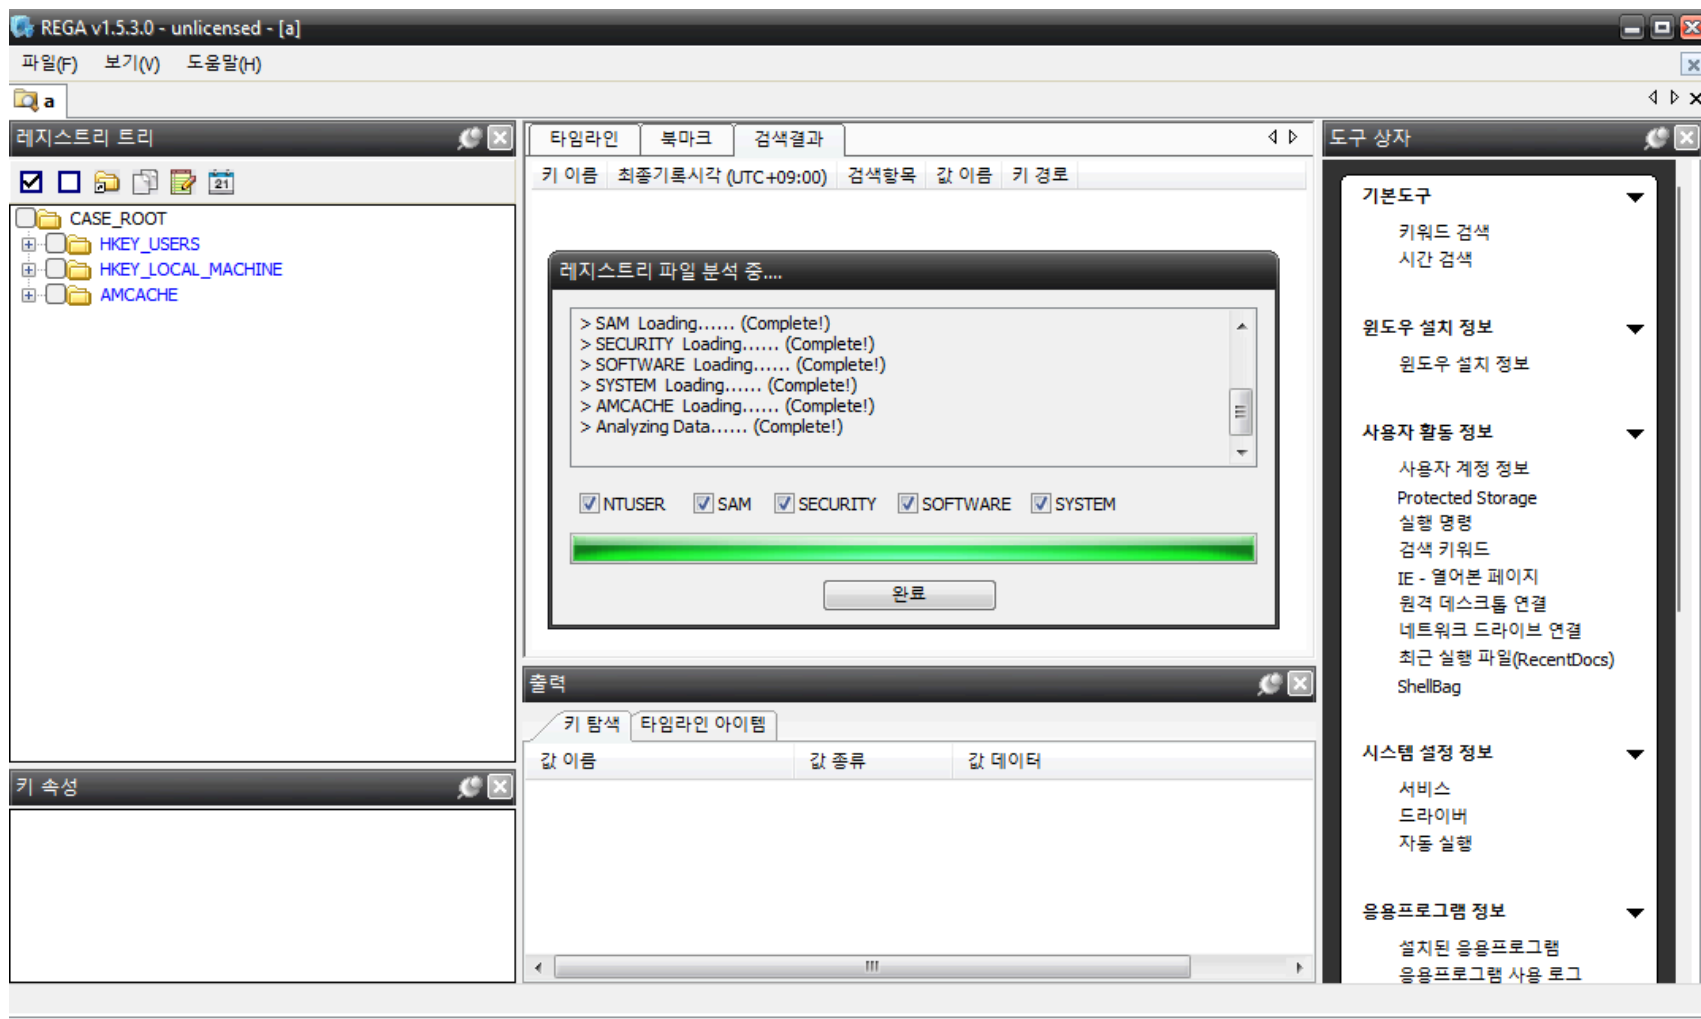 REGA v1.5.3.0 - unlicensed - [a]
파일(F) 보기(V) 도움말(H)
a
레지스트리 트리
CASE_ROOT
HKEY_USERS
HKEY_LOCAL_MACHINE
AMCACHE
키 속성
타임라인 북마크 검색결과
키 이름 최종기록시각 (UTC+09:00) 검색항목 값 이름 키 경로
레지스트리 파일 분석 중....
> SAM Loading...... (Complete!)
> SECURITY Loading...... (Complete!)
> SOFTWARE Loading...... (Complete!)
> SYSTEM Loading...... (Complete!)
> AMCACHE Loading...... (Complete!)
> Analyzing Data...... (Complete!)
NTUSER SAM SECURITY SOFTWARE SYSTEM
완료
출력
키 탐색 타임라인 아이템
값 이름 값 종류 값 데이터
도구 상자
기본도구
키워드 검색
시간 검색
윈도우 설치 정보
윈도우 설치 정보
사용자 활동 정보
사용자 계정 정보
Protected Storage
실행 명령
검색 키워드
IE - 열어본 페이지
원격 데스크톱 연결
네트워크 드라이브 연결
최근 실행 파일(RecentDocs)
ShellBag
시스템 설정 정보
서비스
드라이버
자동 실행
응용프로그램 정보
설치된 응용프로그램
응용프로그램 사용 로그